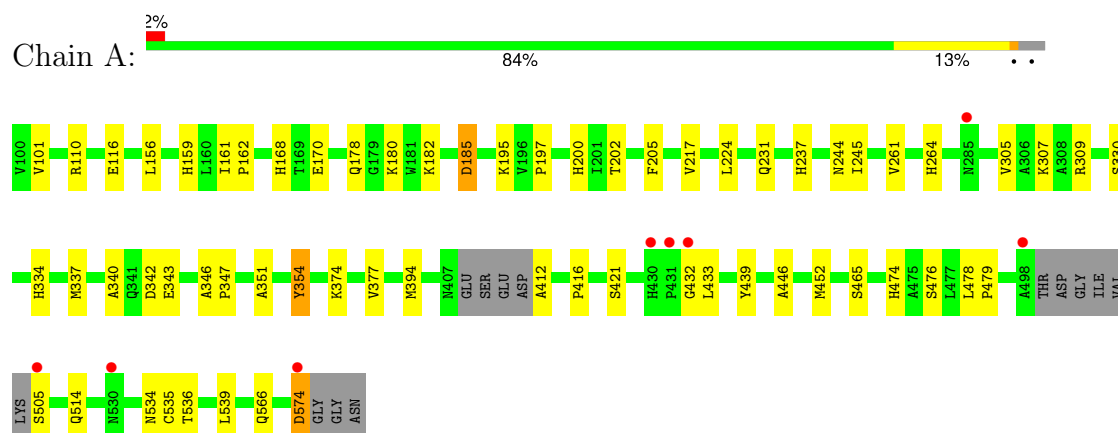 2%
Chain A:
84% 13% • •
V100 V101 R110 E116 L156 H159 L160 I161 P162 H168 T169 E170 Q178 G179 K180 W181 K182 D185 K195 V196 P197 H200 I201 T202 F205 V217 L224 Q231 H237 N244 I245 V261 H264 N285 V305 A306 K307 A308 R309 S330
H334 M337 A340 Q341 D342 E343 A346 P347 A351 Y354 K374 V377 M394 N407 GLU SER GLU ASP A412 P416 S421 H430 P431 G432 L433 Y439 A446 M452 S465 H474 A475 S476 L477 L478 P479 A498 THR ASP GLY ILE VAL
LYS S505 Q514 N530 N534 C535 T536 L539 Q566 D574 GLY GLY ASN